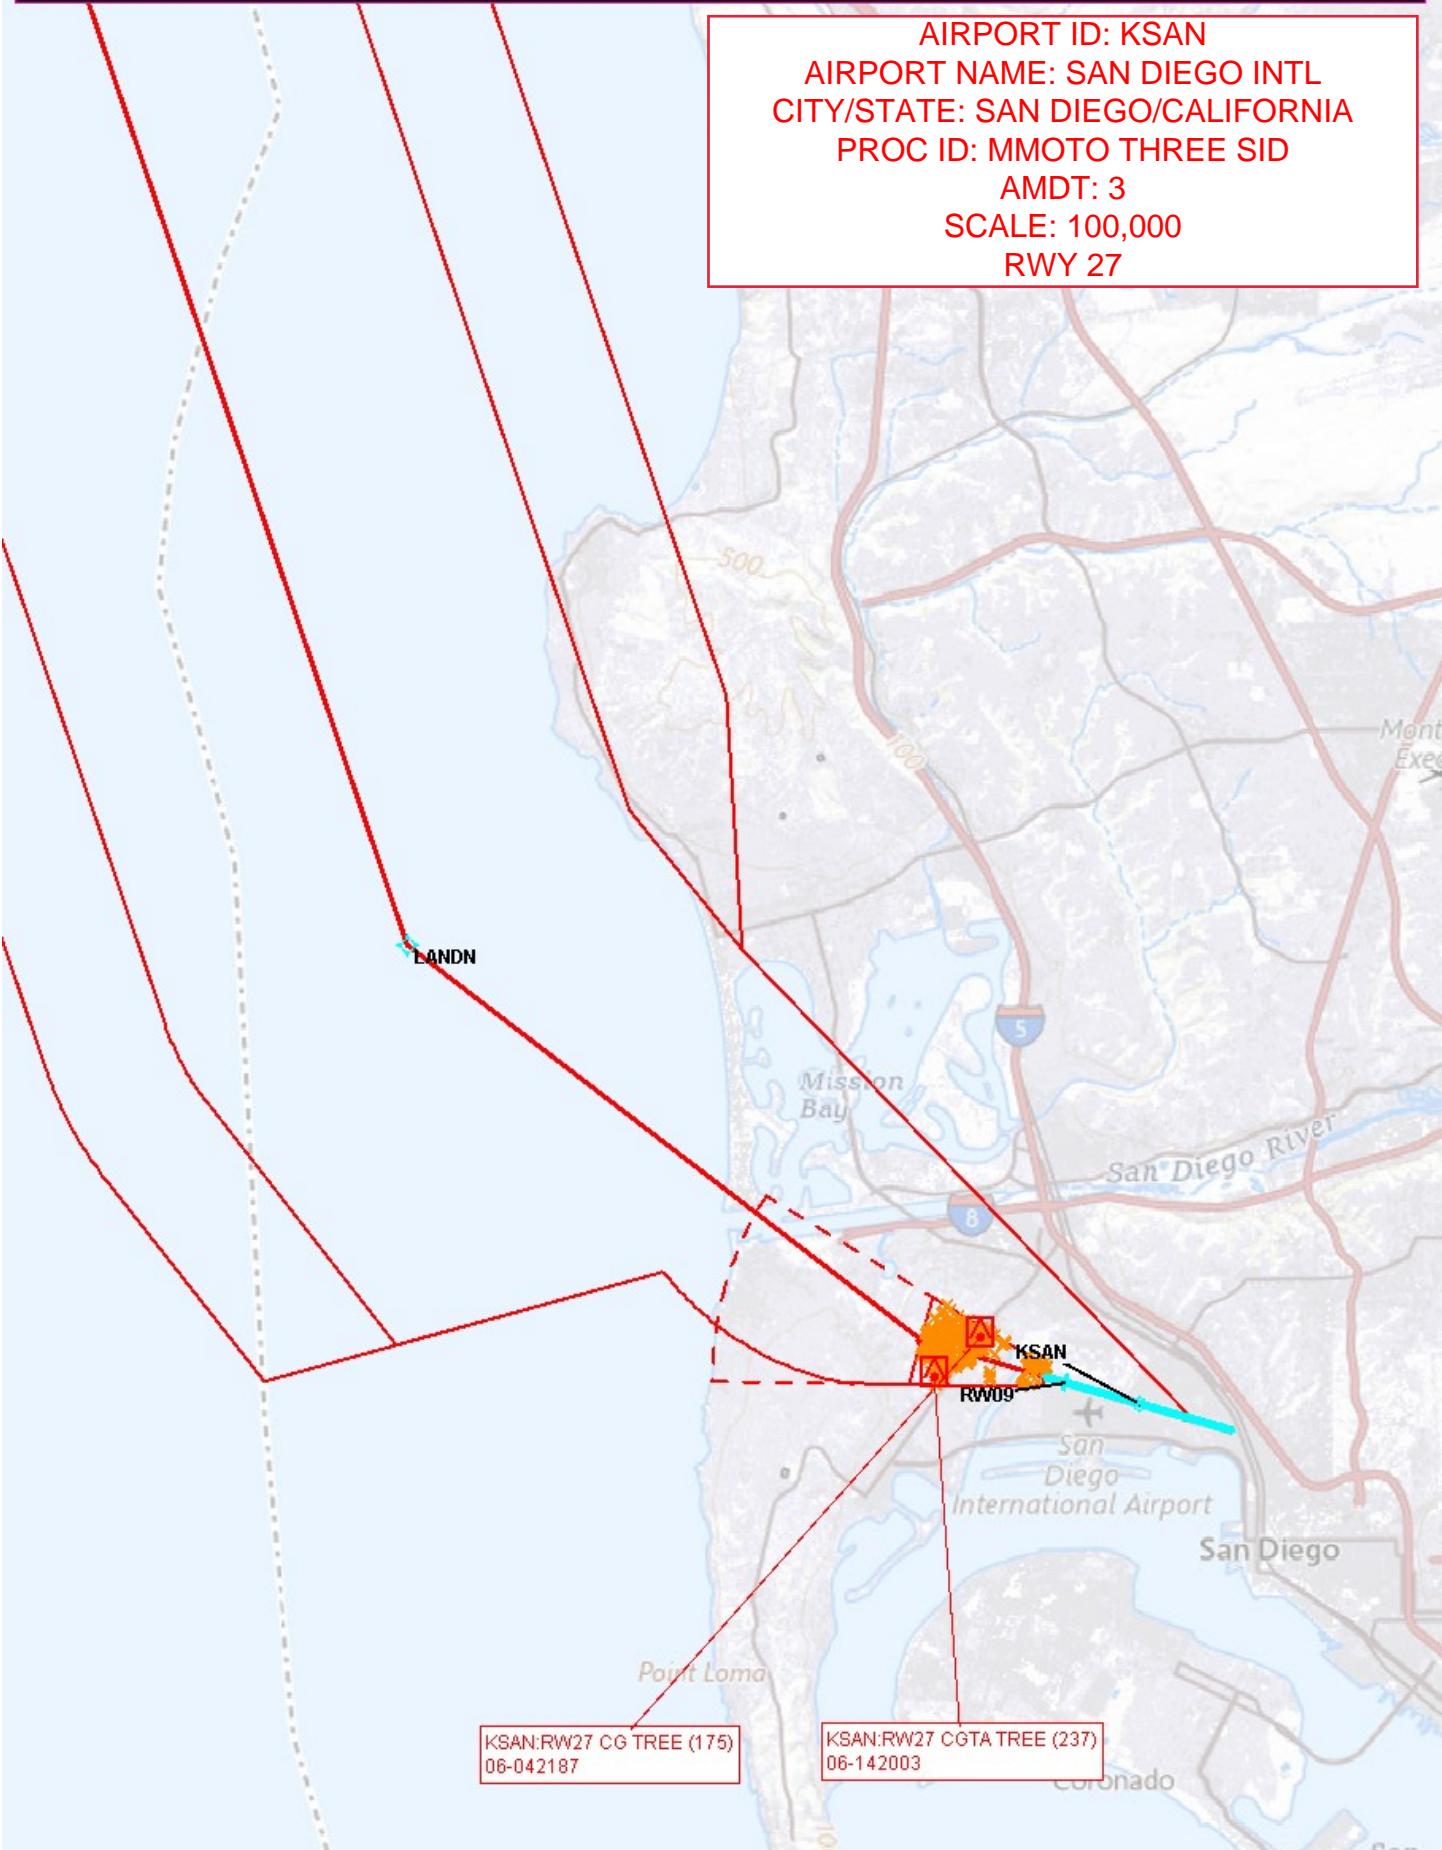 AIRPORT ID: KSAN
AIRPORT NAME: SAN DIEGO INTL
CITY/STATE: SAN DIEGO/CALIFORNIA
PROC ID: MMOTO THREE SID
AMDT: 3
SCALE: 100,000
RWY 27
500
100
Mont
Exec
LANDN
5
Mission
Bay
San Diego River
8
KSAN
RW09
San
Diego
International Airport
San Diego
Point Loma
KSAN:RW27 CG TREE (175)
06-042187
KSAN:RW27 CGTA TREE (237)
06-142003
Coronado